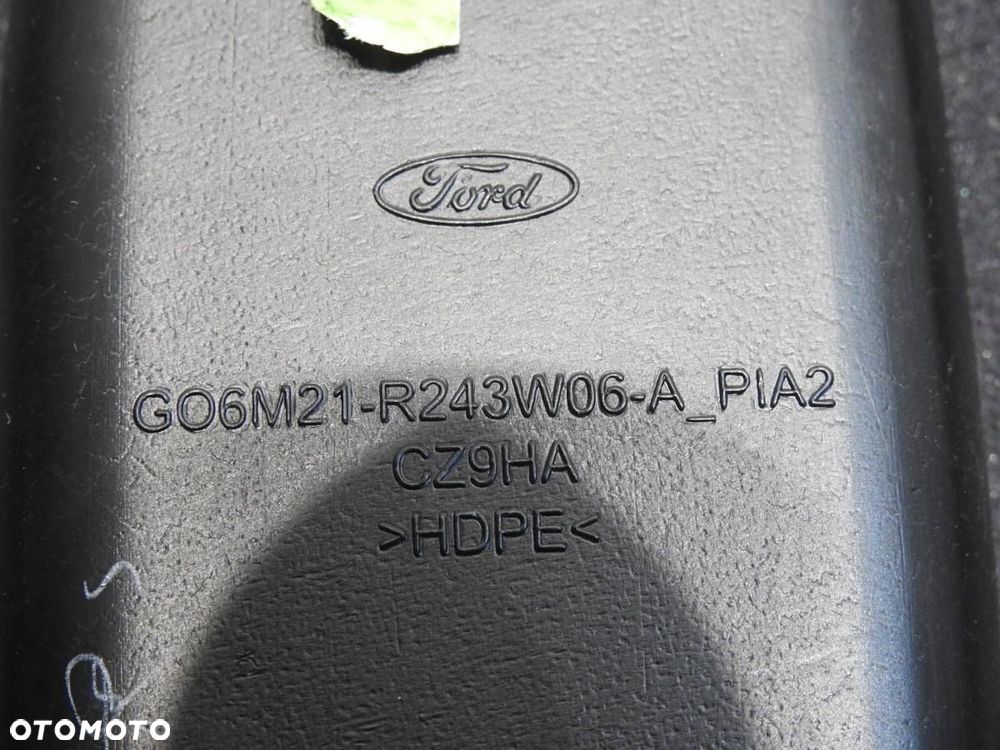 Ford
GO6M21-R243W06-A_PIA2
CZ9HA
>HDPE<
OTOMOTO